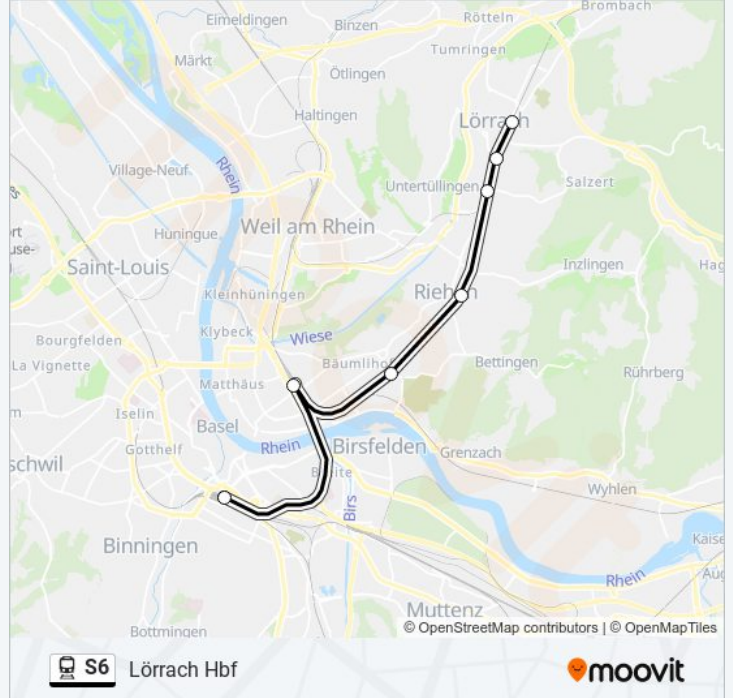 Eimeldingen
Binzen
Rötteln
Brombach
Tumringen
Märkt
Ötlingen
Haltingen
Lörrach
Rhein
Village-Neuf
Untertüllingen
Salzert
Weil am Rhein
Huningue
Saint-Louis
Inzlingen
Kleinhüningen
Riehen
Klybeck
Wiese
Bourgfelden
La Vignette
Bäumlihof
Bettingen
Rührberg
Matthäus
Iselin
Basel
Gotthelf
Rhein
Birsfelden
Grenzach
Wyhlen
Birs
Binningen
Rhein
Muttenz
Bottmingen
© OpenStreetMap contributors | © OpenMapTiles
S6 Lörrach Hbf
moovit